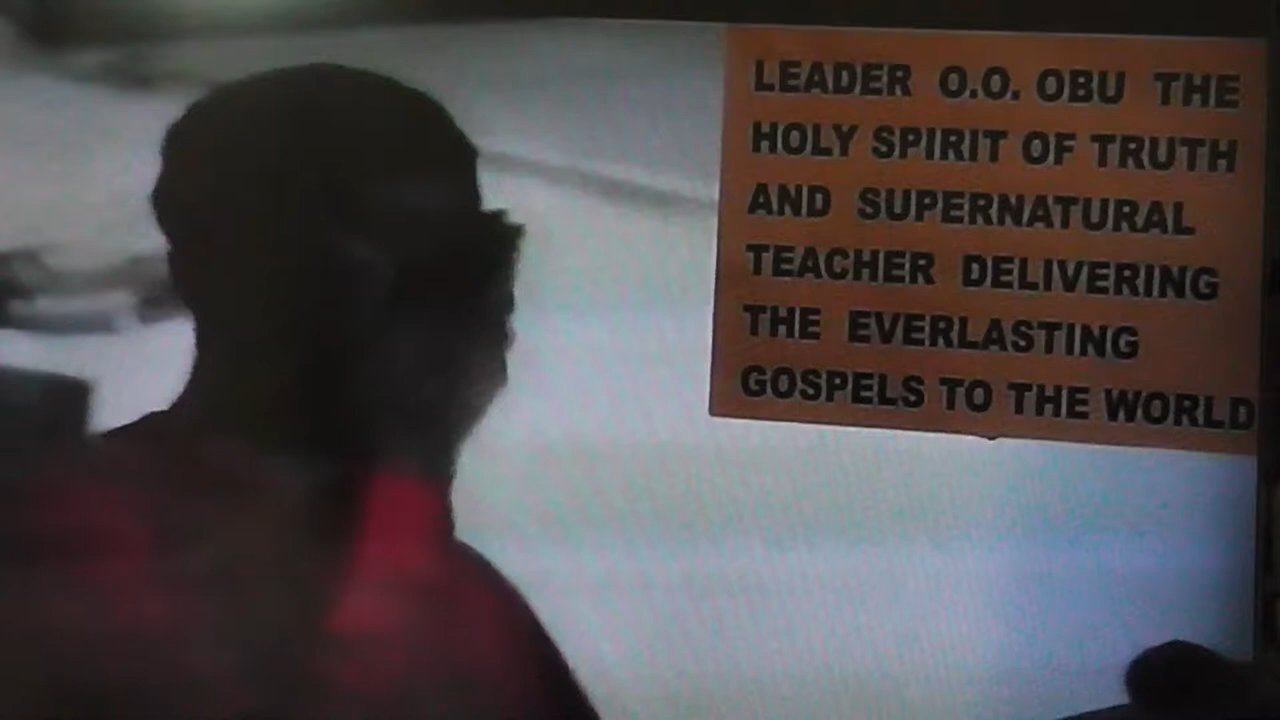 LEADER O.O. OBU THE
HOLY SPIRIT OF TRUTH
AND SUPERNATURAL
TEACHER DELIVERING
THE EVERLASTING
GOSPELS TO THE WORLD